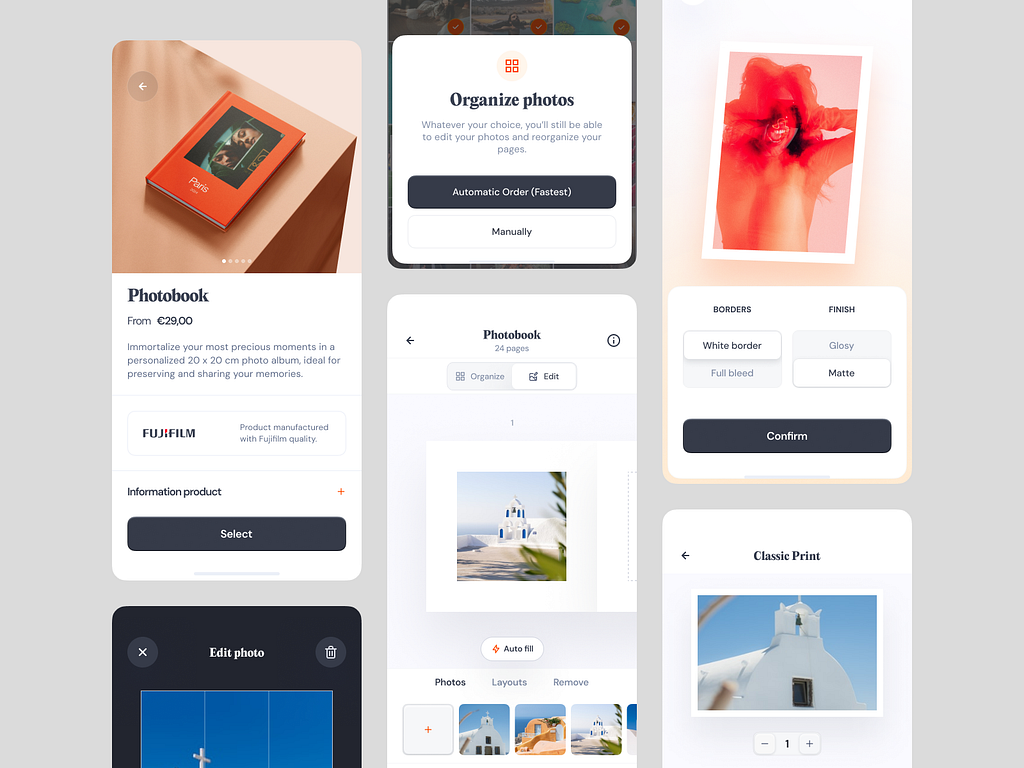 Paris
Photobook
From €29,00
Immortalize your most precious moments in a
personalized 20 x 20 cm photo album, ideal for
preserving and sharing your memories.
FUJIFILM
Product manufactured
with Fujifilm quality.
Information product
+
Select
Edit photo
Organize photos
Whatever your choice, you'll still be able
to edit your photos and reorganize your
pages.
Automatic Order (Fastest)
Manually
Photobook
24 pages
Organize
Edit
1
Auto fill
Photos Layouts Remove
+
BORDERS FINISH
White border Glosy
Full bleed Matte
Confirm
Classic Print
− 1 +